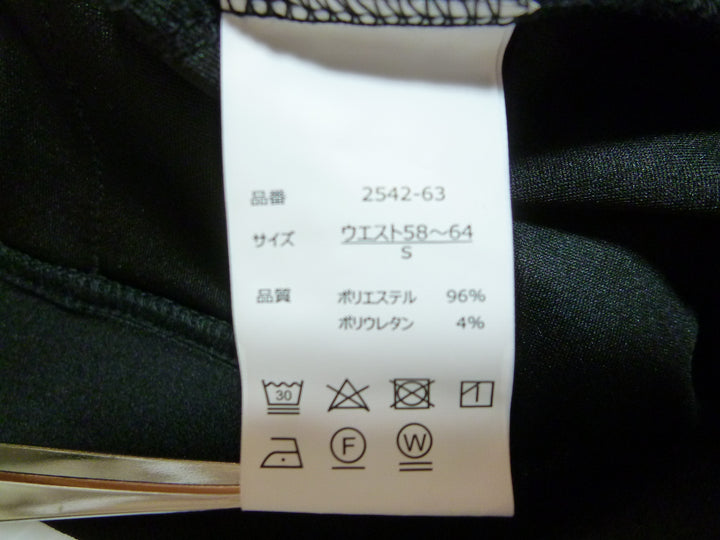 品番 2542-63
サイズ ウエスト58～64
S
品質 ポリエステル 96%
ポリウレタン 4%
30
F W